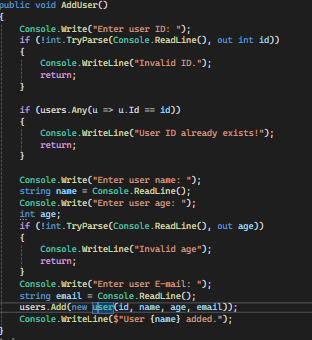 public void AddUser()
{
Console.Write("Enter user ID: ");
if (!int.TryParse(Console.ReadLine(), out int id))
{
Console.WriteLine("Invalid ID.");
return;
}
if (users.Any(u => u.Id == id))
{
Console.WriteLine("User ID already exists!");
return;
}
Console.Write("Enter user name: ");
string name = Console.ReadLine();
Console.Write("Enter user age: ");
int age;
if (!int.TryParse(Console.ReadLine(), out age))
{
Console.WriteLine("Invalid age");
return;
}
Console.Write("Enter user E-mail: ");
string email = Console.ReadLine();
users.Add(new user(id, name, age, email));
Console.WriteLine($"User {name} added.");
}